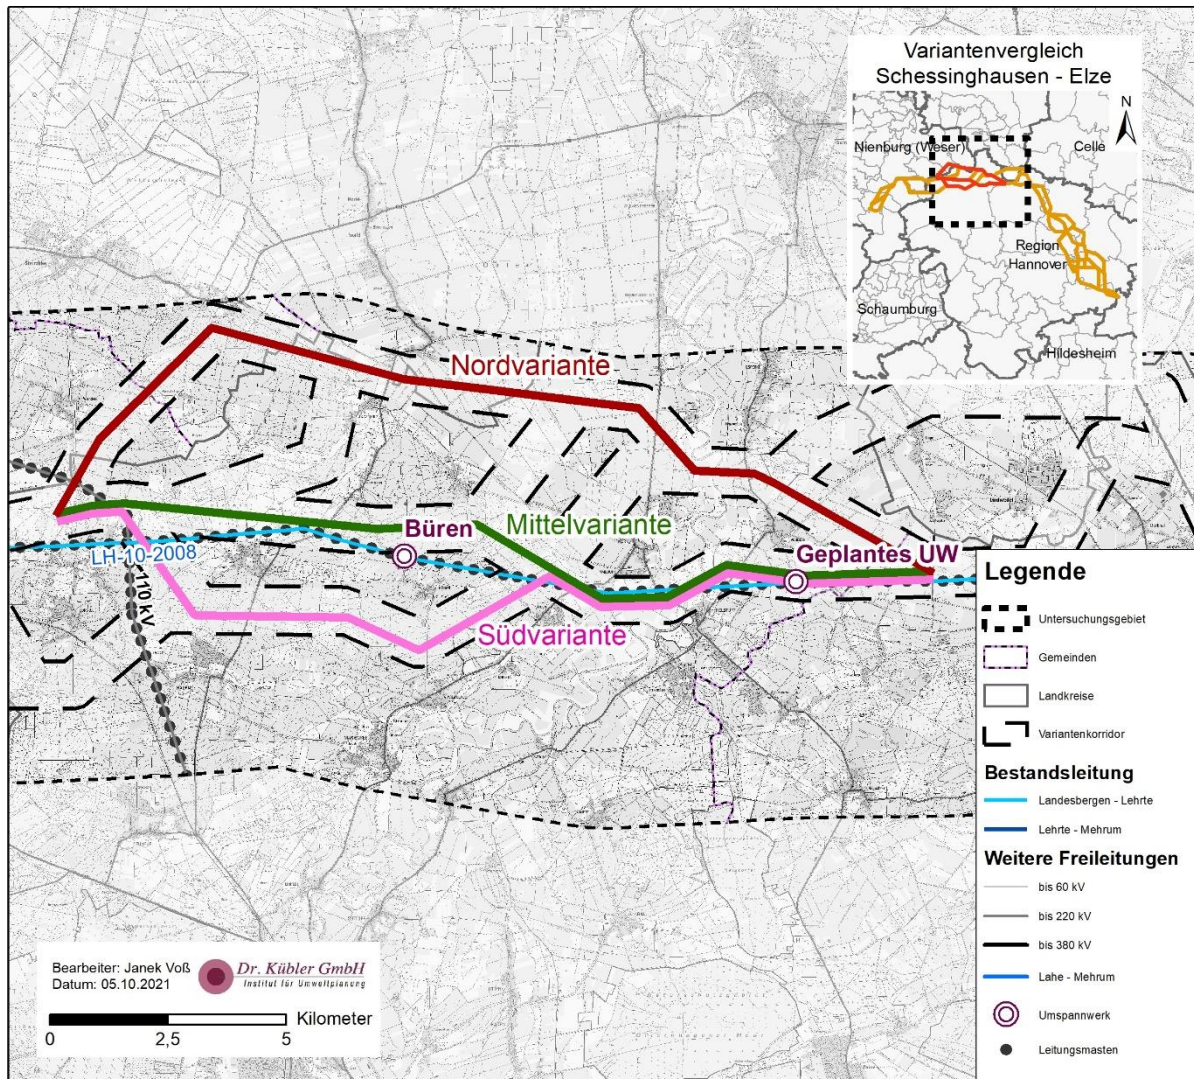 Variantenvergleich
Schessinghausen - Elze
N
Nienburg (Weser)
Celle
Region
Hannover
Schaumburg
Hildesheim
Nordvariante
Mittelvariante
Büren
Geplantes UW
LH-10-2008
110 kV
Südvariante
Legende
Untersuchungsgebiet
Gemeinden
Landkreise
Variantenkorridor
Bestandsleitung
Landesbergen - Lehrte
Lehrte - Mehrum
Weitere Freileitungen
bis 60 kV
bis 220 kV
bis 380 kV
Lahe - Mehrum
Umspannwerk
Leitungsmasten
Bearbeiter: Janek Voß
Datum: 05.10.2021
Dr. Kübler GmbH
Institut für Umweltplanung
Kilometer
0 2,5 5